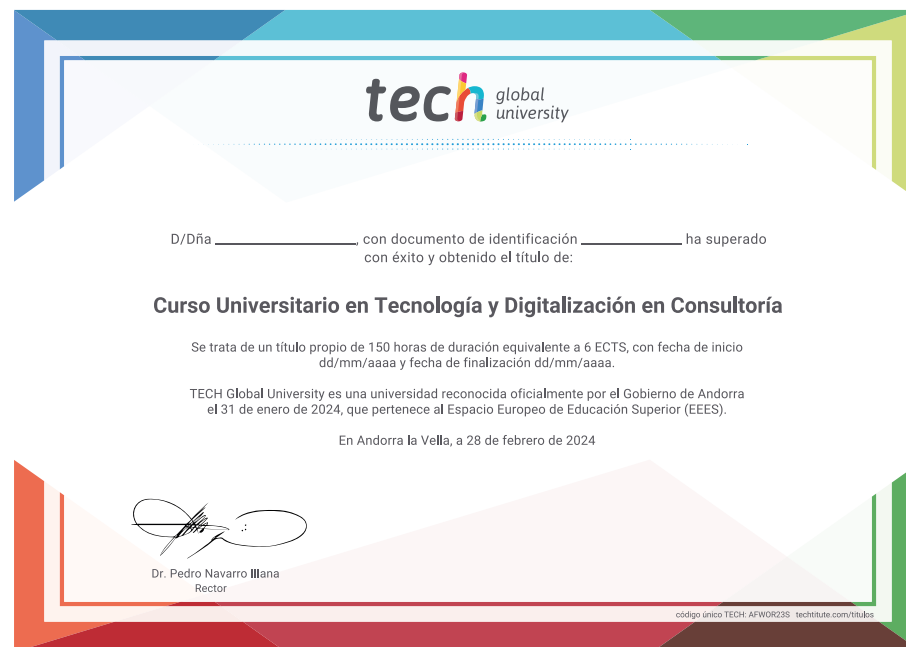 tech global
university
D/Dña ____________________, con documento de identificación ______________ ha superado
con éxito y obtenido el título de:
Curso Universitario en Tecnología y Digitalización en Consultoría
Se trata de un título propio de 150 horas de duración equivalente a 6 ECTS, con fecha de inicio
dd/mm/aaaa y fecha de finalización dd/mm/aaaa.
TECH Global University es una universidad reconocida oficialmente por el Gobierno de Andorra
el 31 de enero de 2024, que pertenece al Espacio Europeo de Educación Superior (EEES).
En Andorra la Vella, a 28 de febrero de 2024
Dr. Pedro Navarro Illana
Rector
código único TECH: AFWOR23S techtitute.com/titulos